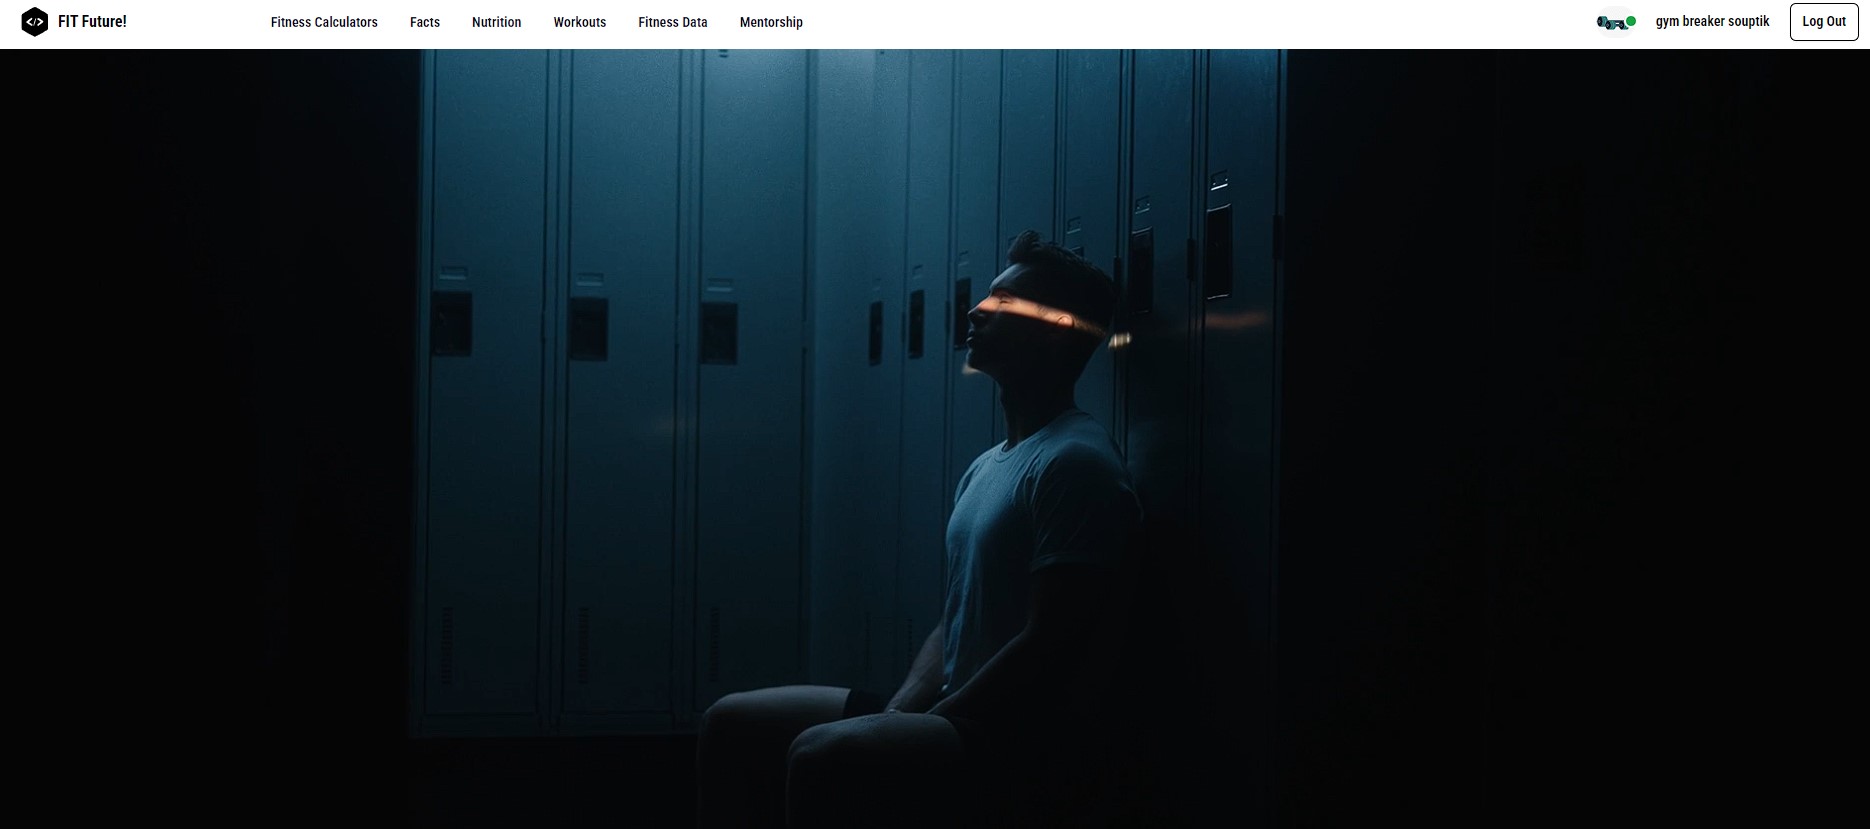 FIT Future!
Fitness Calculators Facts Nutrition Workouts Fitness Data Mentorship
gym breaker souptik
Log Out